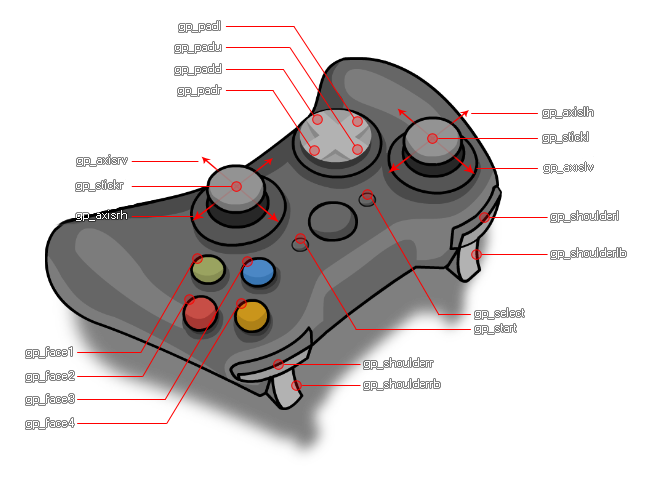 gp_padl
gp_padu
gp_padd
gp_padr
gp_axislh
gp_stickl
gp_axislv
gp_axisrv
gp_stickr
gp_axisrh
gp_shoulderl
gp_shoulderlb
gp_select
gp_start
gp_face1
gp_face2
gp_face3
gp_face4
gp_shoulderr
gp_shoulderrb